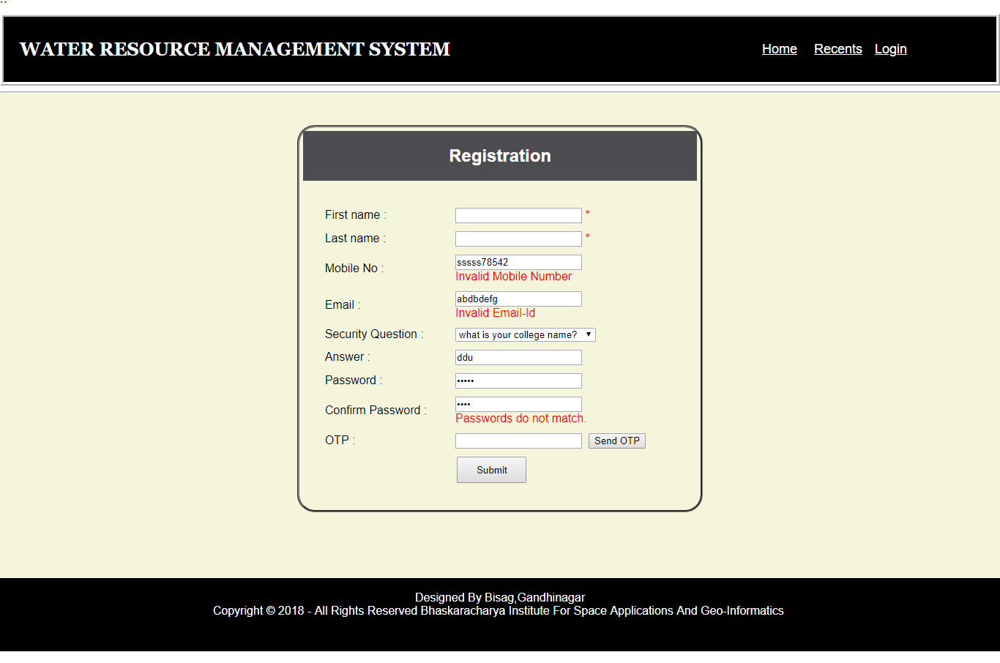 ``
WATER RESOURCE MANAGEMENT SYSTEM
Home Recents Login
Registration
First name : *
Last name : *
Mobile No : sssss78542
Invalid Mobile Number
Email : abdbdefg
Invalid Email-Id
Security Question : what is your college name?
Answer : ddu
Password : •••••
Confirm Password : ••••
Passwords do not match.
OTP : Send OTP
Submit
Designed By Bisag,Gandhinagar
Copyright © 2018 - All Rights Reserved Bhaskaracharya Institute For Space Applications And Geo-Informatics